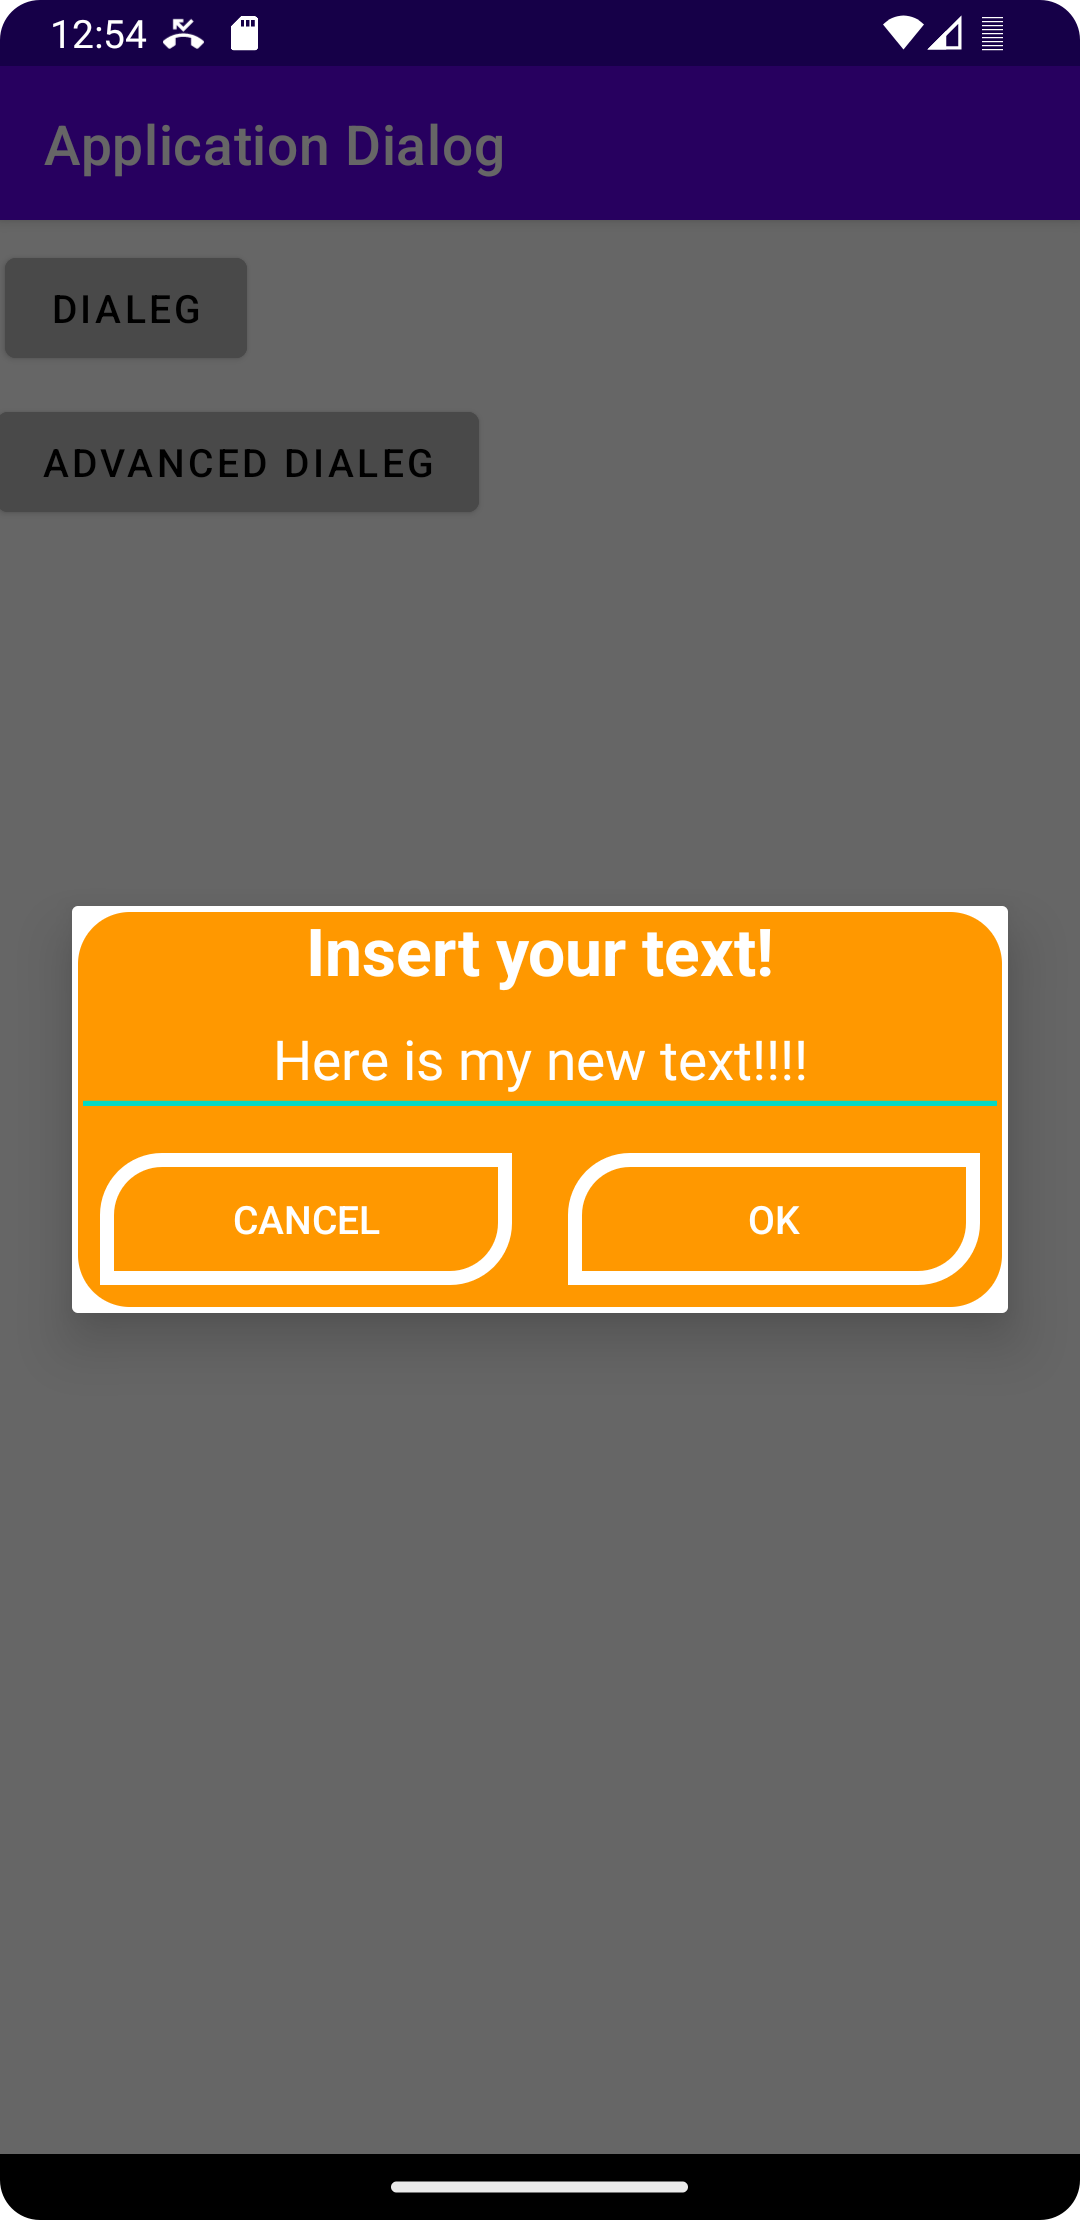 12:54
Application Dialog
DIALEG
ADVANCED DIALEG
Insert your text!
Here is my new text!!!!
CANCEL OK